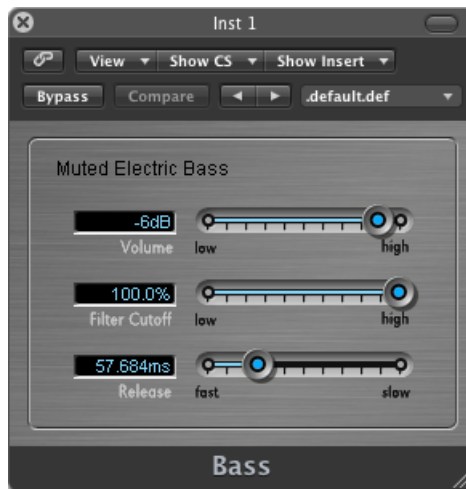 Inst 1
View Show CS Show Insert
Bypass Compare .default.def
Muted Electric Bass
-6dB
Volume low high
100.0%
Filter Cutoff low high
57.684ms
Release fast slow
Bass